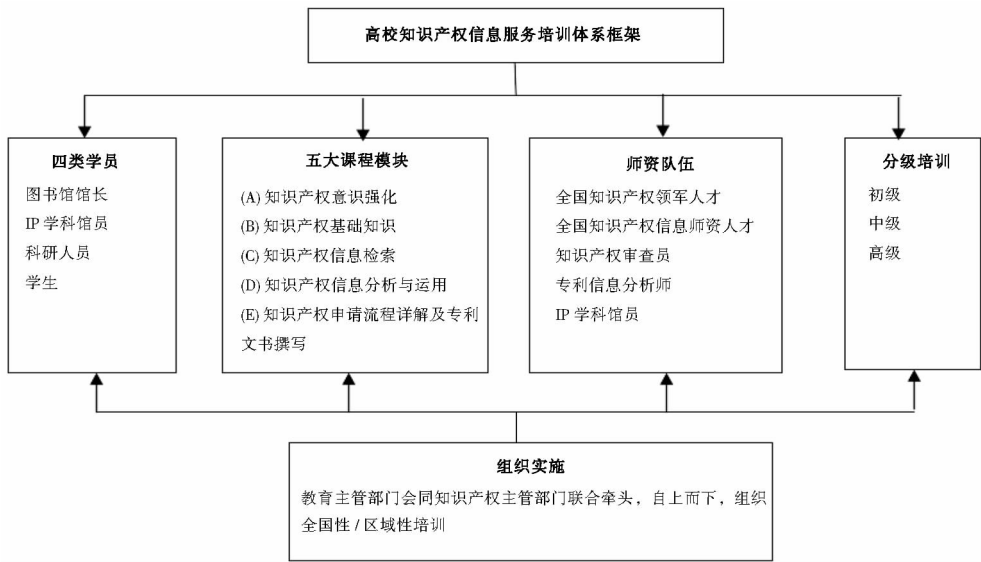 高校知识产权信息服务培训体系框架
四类学员
图书馆馆长
IP 学科馆员
科研人员
学生
五大课程模块
(A) 知识产权意识强化
(B) 知识产权基础知识
(C) 知识产权信息检索
(D) 知识产权信息分析与运用
(E) 知识产权申请流程详解及专利
文书撰写
师资队伍
全国知识产权领军人才
全国知识产权信息师资人才
知识产权审查员
专利信息分析师
IP 学科馆员
分级培训
初级
中级
高级
组织实施
教育主管部门会同知识产权主管部门联合牵头，自上而下，组织
全国性 / 区域性培训